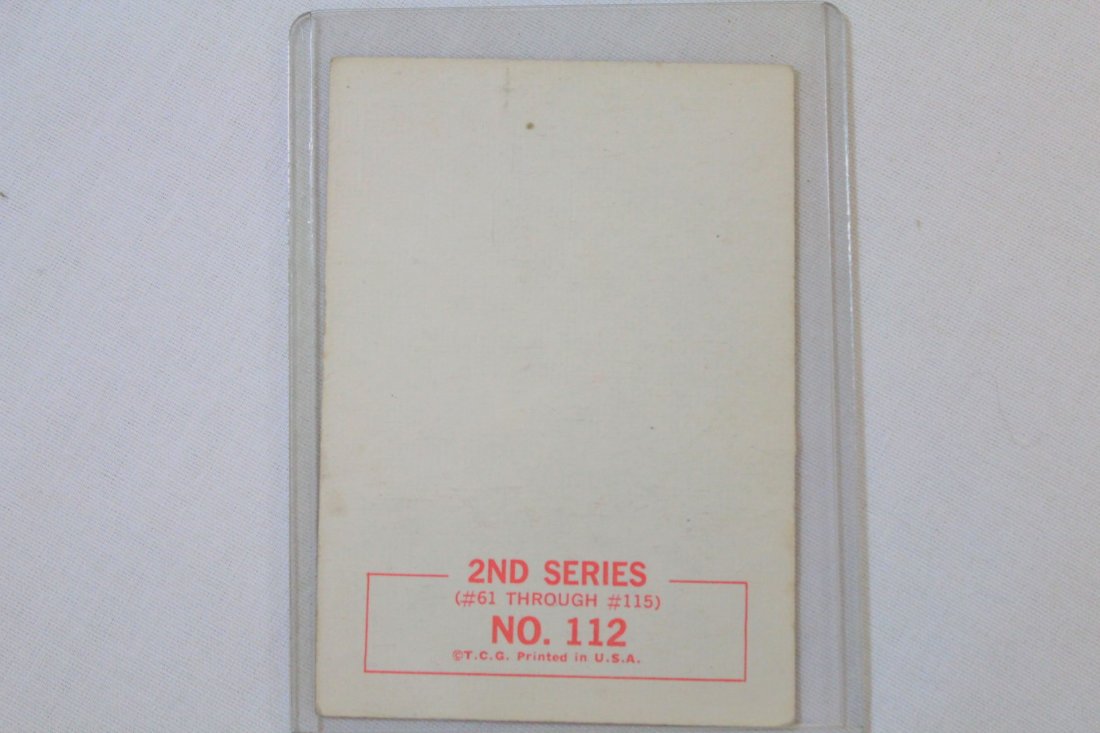 2ND SERIES
(#61 THROUGH #115)
NO. 112
©T.C.G. Printed in U.S.A.